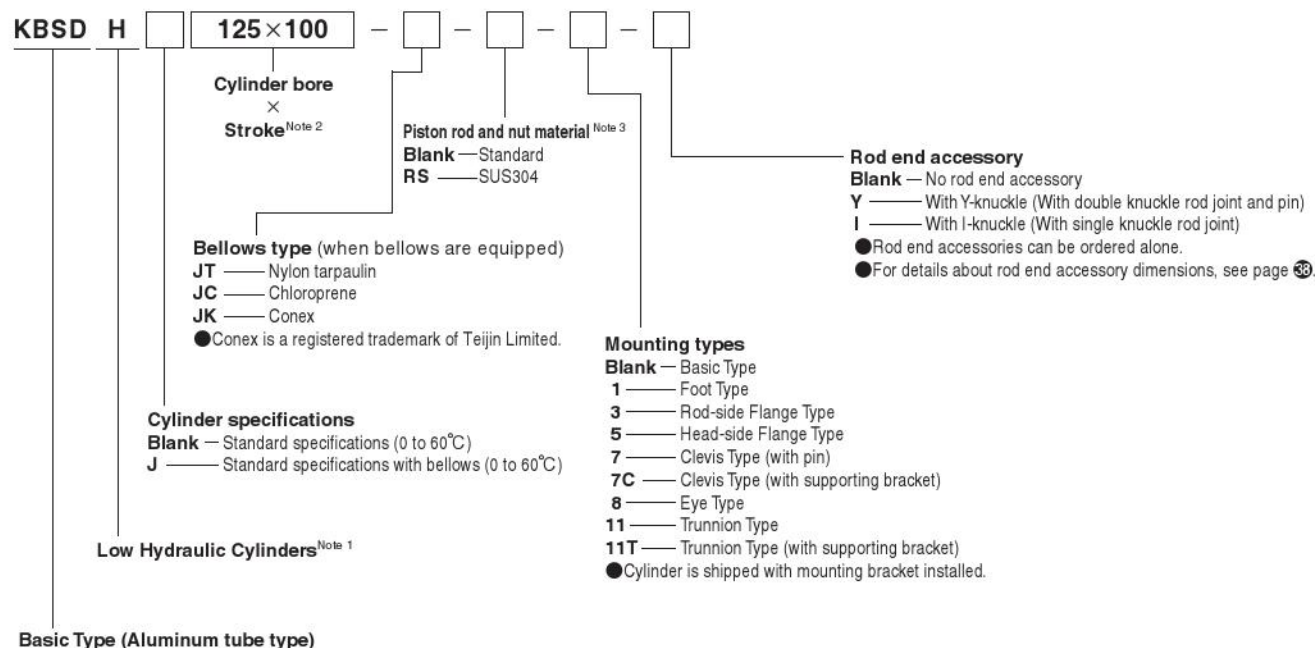 KBSD H 125×100 – – – –
Cylinder bore
×
Stroke Note 2
Piston rod and nut material Note 3
Blank — Standard
RS — SUS304
Rod end accessory
Blank — No rod end accessory
Y — With Y-knuckle (With double knuckle rod joint and pin)
I — With I-knuckle (With single knuckle rod joint)
●Rod end accessories can be ordered alone.
●For details about rod end accessory dimensions, see page 38.
Bellows type (when bellows are equipped)
JT — Nylon tarpaulin
JC — Chloroprene
JK — Conex
●Conex is a registered trademark of Teijin Limited.
Mounting types
Blank — Basic Type
1 — Foot Type
3 — Rod-side Flange Type
5 — Head-side Flange Type
7 — Clevis Type (with pin)
7C — Clevis Type (with supporting bracket)
8 — Eye Type
11 — Trunnion Type
11T — Trunnion Type (with supporting bracket)
●Cylinder is shipped with mounting bracket installed.
Cylinder specifications
Blank — Standard specifications (0 to 60°C)
J — Standard specifications with bellows (0 to 60°C)
Low Hydraulic Cylinders Note 1
Basic Type (Aluminum tube type)